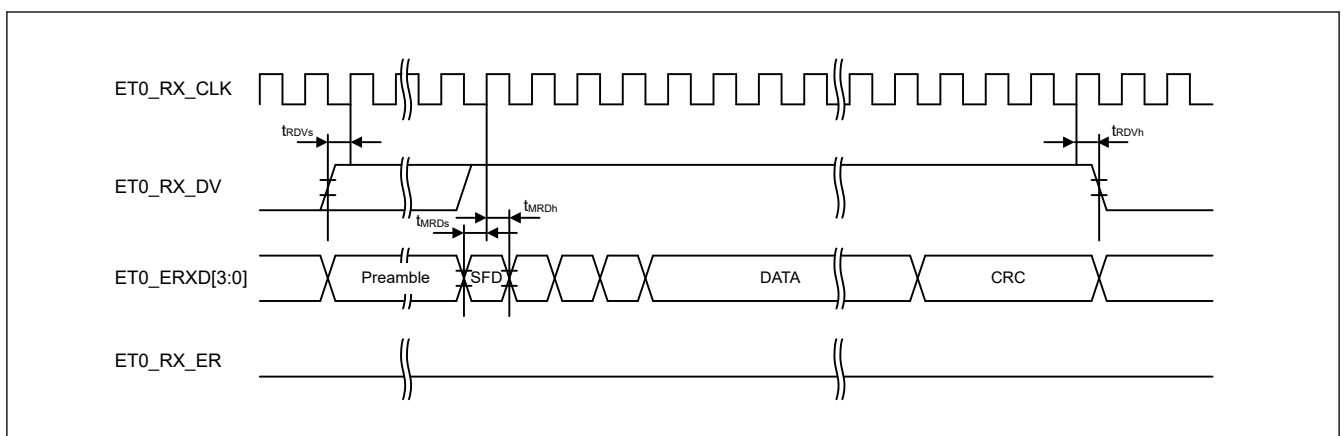 ET0_RX_CLK
tRDVs
tRDVh
ET0_RX_DV
tMRDs
tMRDh
ET0_ERXD[3:0]
Preamble
SFD
DATA
CRC
ET0_RX_ER